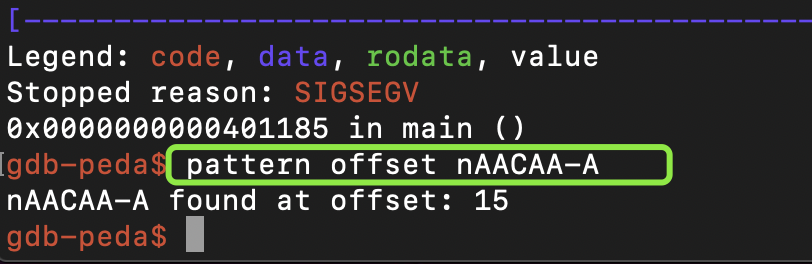 [------------------------------------------------------------
Legend: code, data, rodata, value
Stopped reason: SIGSEGV
0x0000000000401185 in main ()
gdb-peda$ pattern offset nAACAA-A
nAACAA-A found at offset: 15
gdb-peda$